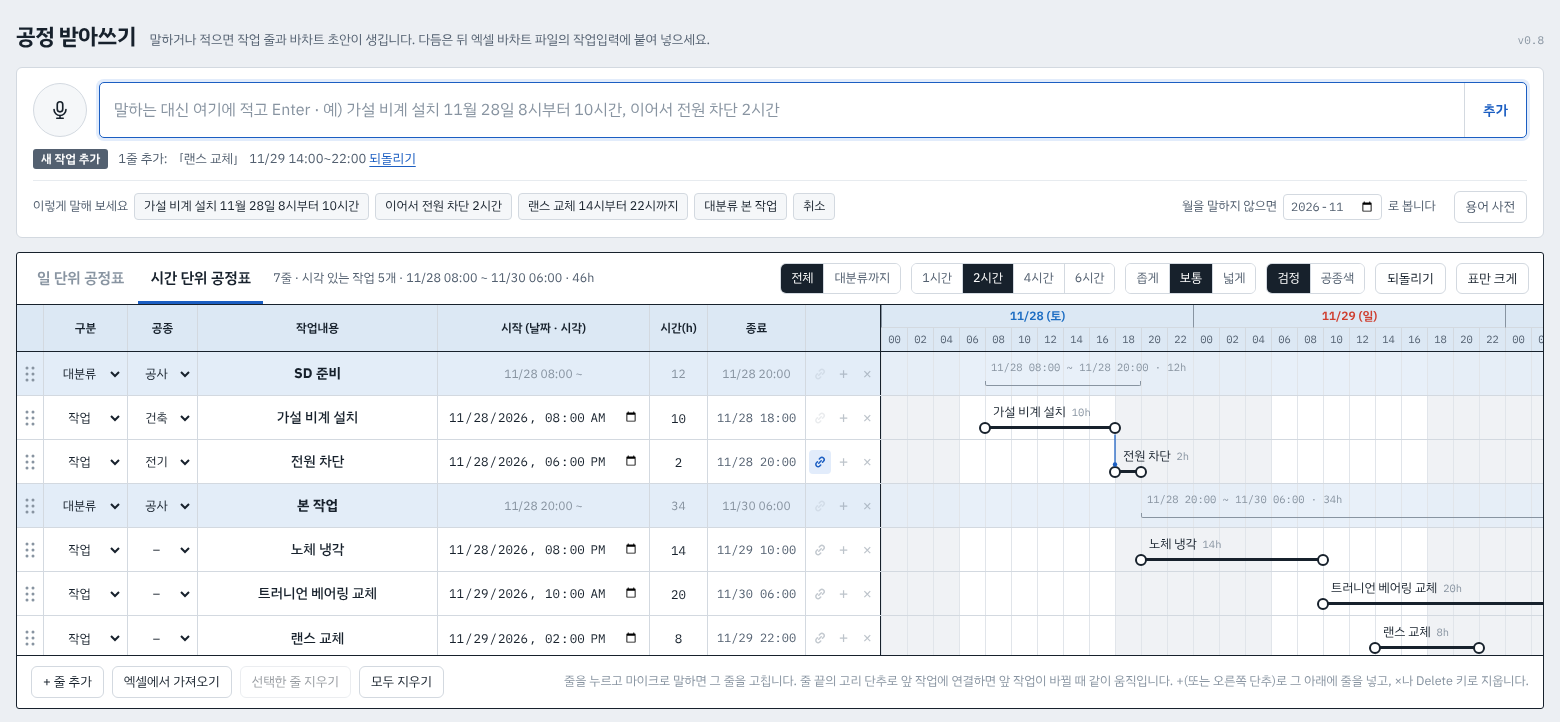 공정 받아쓰기 말하거나 적으면 작업 줄과 바차트 초안이 생깁니다. 다듬은 뒤 엑셀 바차트 파일의 작업입력에 붙여 넣으세요. v0.8
말하는 대신 여기에 적고 Enter · 예) 가설 비계 설치 11월 28일 8시부터 10시간, 이어서 전원 차단 2시간 추가
새 작업 추가 1줄 추가: 「랜스 교체」 11/29 14:00~22:00 되돌리기
이렇게 말해 보세요 가설 비계 설치 11월 28일 8시부터 10시간 이어서 전원 차단 2시간 랜스 교체 14시부터 22시까지 대분류 본 작업 취소 월을 말하지 않으면 2026-11 로 봅니다 용어 사전
일 단위 공정표 시간 단위 공정표 7줄 · 시각 있는 작업 5개 · 11/28 08:00 ~ 11/30 06:00 · 46h 전체 대분류까지 1시간 2시간 4시간 6시간 좁게 보통 넓게 검정 공종색 되돌리기 표만 크게
구분 공종 작업내용 시작 (날짜 · 시각) 시간(h) 종료 11/28 (토) 11/29 (일)
00 02 04 06 08 10 12 14 16 18 20 22 00 02 04 06 08 10 12 14 16 18 20 22 00
대분류 공사 SD 준비 11/28 08:00 ~ 12 11/28 20:00 + × 11/28 08:00 ~ 11/28 20:00 · 12h
작업 건축 가설 비계 설치 11/28/2026, 08:00 AM 10 11/28 18:00 + × 가설 비계 설치 10h
작업 전기 전원 차단 11/28/2026, 06:00 PM 2 11/28 20:00 + × 전원 차단 2h
대분류 공사 본 작업 11/28 20:00 ~ 34 11/30 06:00 + × 11/28 20:00 ~ 11/30 06:00 · 34h
작업 – 노체 냉각 11/28/2026, 08:00 PM 14 11/29 10:00 + × 노체 냉각 14h
작업 – 트러니언 베어링 교체 11/29/2026, 10:00 AM 20 11/30 06:00 + × 트러니언 베어링 교체 20h
작업 – 랜스 교체 11/29/2026, 02:00 PM 8 11/29 22:00 + × 랜스 교체 8h
+ 줄 추가 엑셀에서 가져오기 선택한 줄 지우기 모두 지우기 줄을 누르고 마이크로 말하면 그 줄을 고칩니다. 줄 끝의 고리 단추로 앞 작업에 연결하면 앞 작업이 바뀔 때 같이 움직입니다. +(또는 오른쪽 단추)로 그 아래에 줄을 넣고, ×나 Delete 키로 지웁니다.